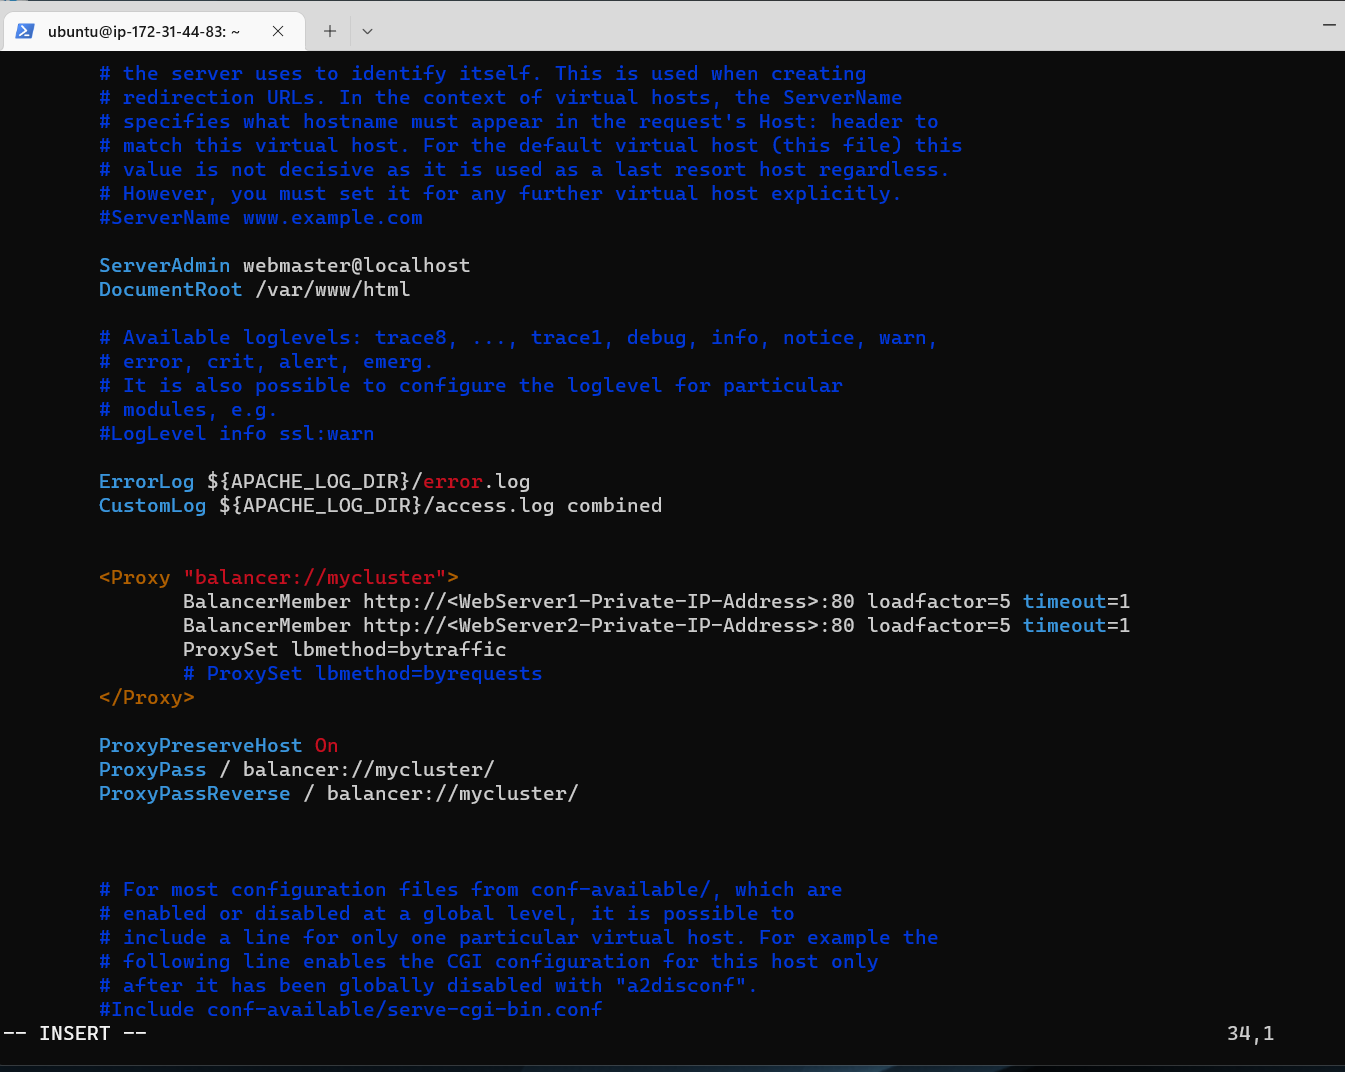 ubuntu@ip-172-31-44-83: ~
# the server uses to identify itself. This is used when creating
# redirection URLs. In the context of virtual hosts, the ServerName
# specifies what hostname must appear in the request's Host: header to
# match this virtual host. For the default virtual host (this file) this
# value is not decisive as it is used as a last resort host regardless.
# However, you must set it for any further virtual host explicitly.
#ServerName www.example.com
ServerAdmin webmaster@localhost
DocumentRoot /var/www/html
# Available loglevels: trace8, ..., trace1, debug, info, notice, warn,
# error, crit, alert, emerg.
# It is also possible to configure the loglevel for particular
# modules, e.g.
#LogLevel info ssl:warn
ErrorLog ${APACHE_LOG_DIR}/error.log
CustomLog ${APACHE_LOG_DIR}/access.log combined
<Proxy "balancer://mycluster">
BalancerMember http://<WebServer1-Private-IP-Address>:80 loadfactor=5 timeout=1
BalancerMember http://<WebServer2-Private-IP-Address>:80 loadfactor=5 timeout=1
ProxySet lbmethod=bytraffic
# ProxySet lbmethod=byrequests
</Proxy>
ProxyPreserveHost On
ProxyPass / balancer://mycluster/
ProxyPassReverse / balancer://mycluster/
# For most configuration files from conf-available/, which are
# enabled or disabled at a global level, it is possible to
# include a line for only one particular virtual host. For example the
# following line enables the CGI configuration for this host only
# after it has been globally disabled with "a2disconf".
#Include conf-available/serve-cgi-bin.conf
-- INSERT -- 34,1